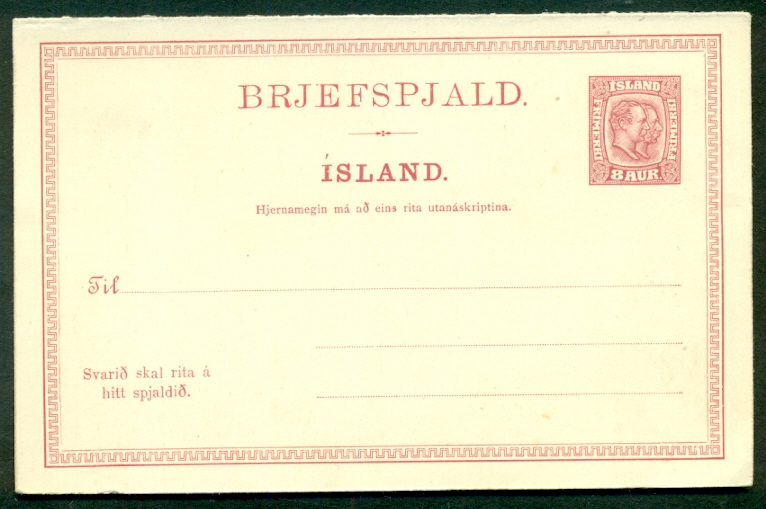 BRJEFSPJALD.
ÍSLAND
FRIMERKI
FRIMERKI
8 AUR
ÍSLAND.
Hjernamegin má að eins rita utanáskriptina.
Til
Svarið skal rita á
hitt spjaldið.